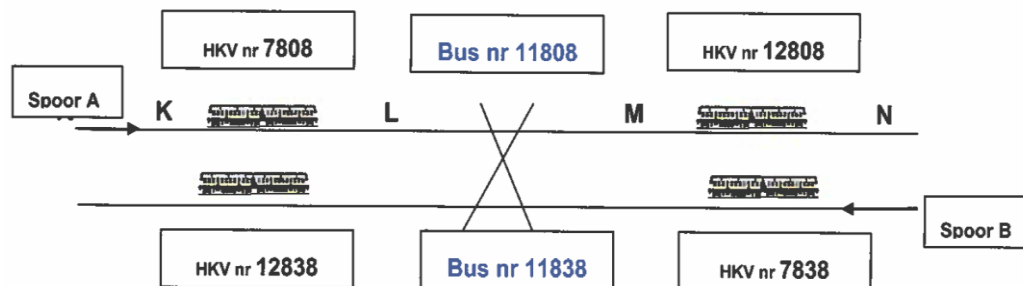 HKV nr 7808
Bus nr 11808
HKV nr 12808
Spoor A
K
L
M
N
Spoor B
HKV nr 12838
Bus nr 11838
HKV nr 7838